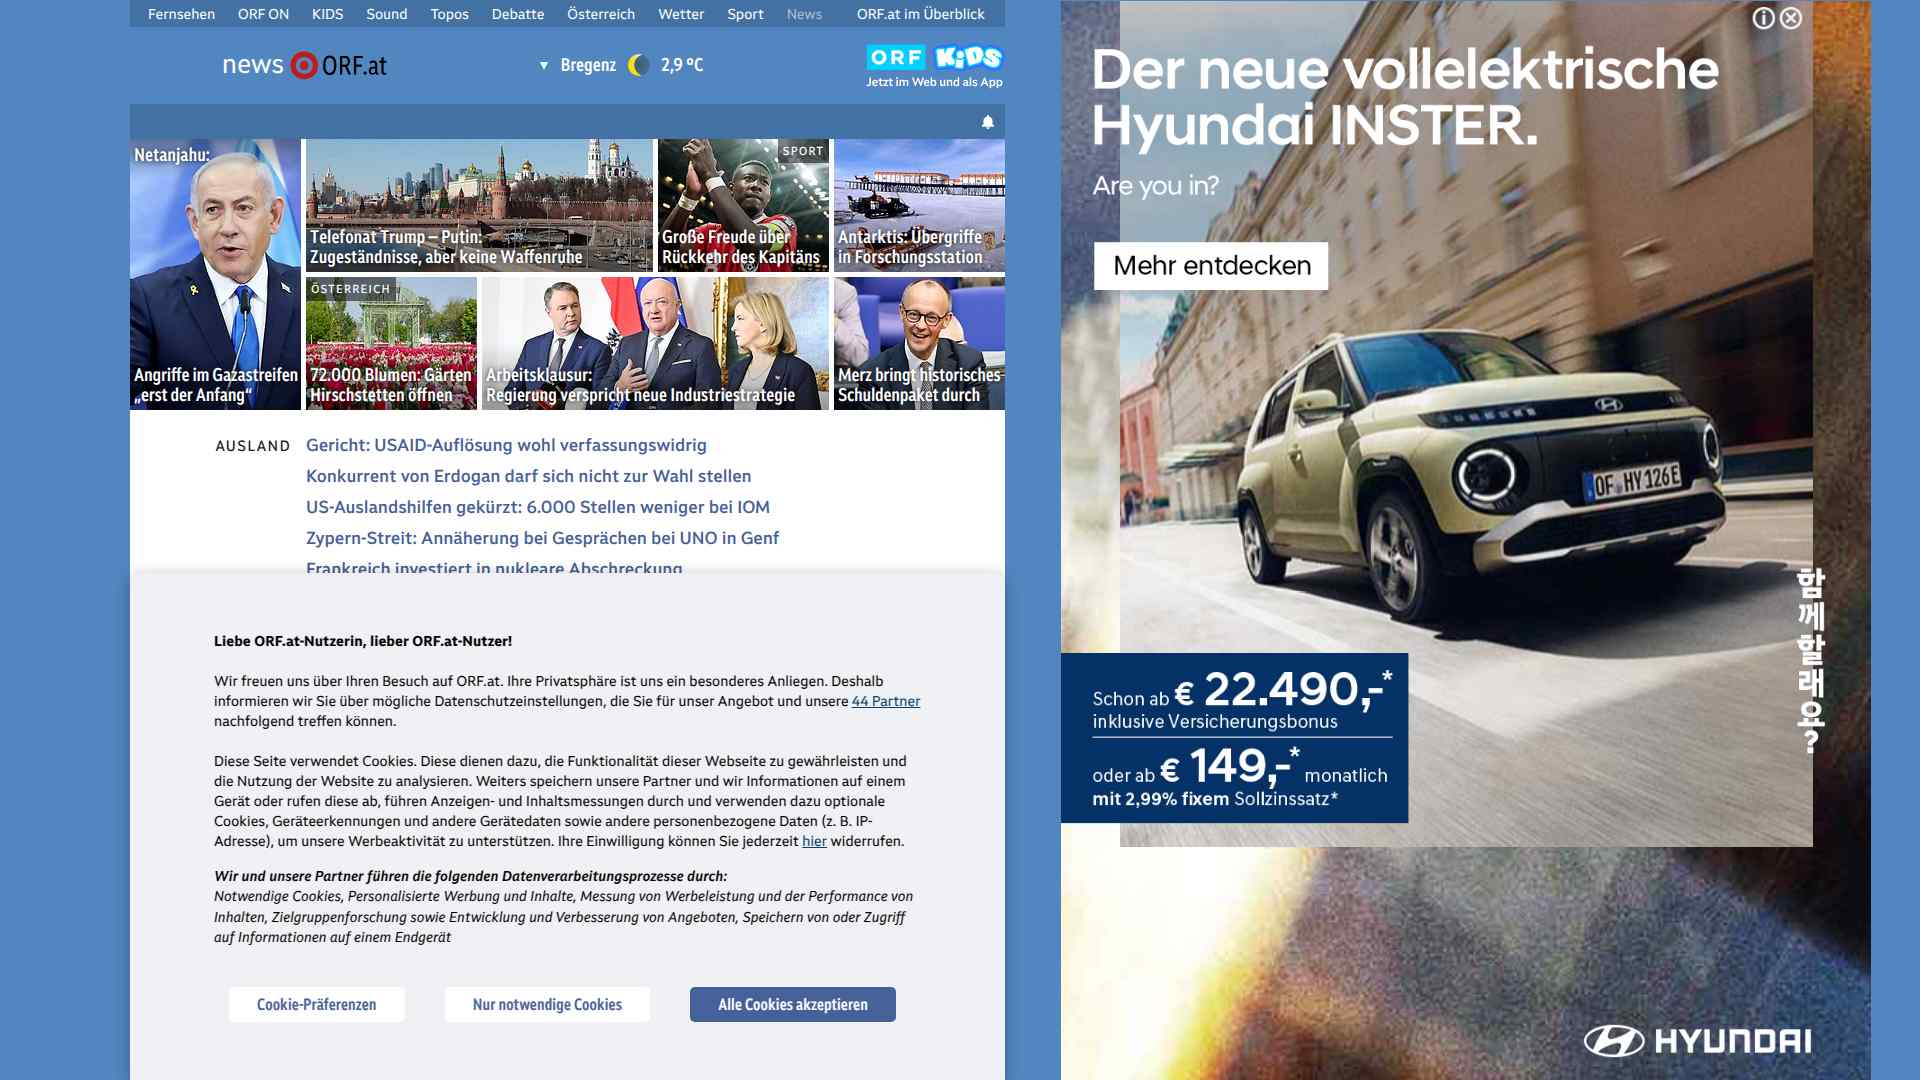 Fernsehen ORF ON KIDS Sound Topos Debatte Österreich Wetter Sport News ORF.at im Überblick
news ORF.at
▼ Bregenz 2,9 °C
ORF KiDS
Jetzt im Web und als App
Netanjahu:
Angriffe im Gazastreifen
„erst der Anfang“
Telefonat Trump – Putin:
Zugeständnisse, aber keine Waffenruhe
SPORT
Große Freude über
Rückkehr des Kapitäns
Antarktis: Übergriffe
in Forschungsstation
ÖSTERREICH
72.000 Blumen: Gärten
Hirschstetten öffnen
Arbeitsklausur:
Regierung verspricht neue Industriestrategie
Merz bringt historisches
Schuldenpaket durch
AUSLAND
Gericht: USAID-Auflösung wohl verfassungswidrig
Konkurrent von Erdogan darf sich nicht zur Wahl stellen
US-Auslandshilfen gekürzt: 6.000 Stellen weniger bei IOM
Zypern-Streit: Annäherung bei Gesprächen bei UNO in Genf
Frankreich investiert in nukleare Abschreckung
Liebe ORF.at-Nutzerin, lieber ORF.at-Nutzer!
Wir freuen uns über Ihren Besuch auf ORF.at. Ihre Privatsphäre ist uns ein besonderes Anliegen. Deshalb
informieren wir Sie über mögliche Datenschutzeinstellungen, die Sie für unser Angebot und unsere 44 Partner
nachfolgend treffen können.
Diese Seite verwendet Cookies. Diese dienen dazu, die Funktionalität dieser Webseite zu gewährleisten und
die Nutzung der Website zu analysieren. Weiters speichern unsere Partner und wir Informationen auf einem
Gerät oder rufen diese ab, führen Anzeigen- und Inhaltsmessungen durch und verwenden dazu optionale
Cookies, Geräteerkennungen und andere Gerätedaten sowie andere personenbezogene Daten (z. B. IP-
Adresse), um unsere Werbeaktivität zu unterstützen. Ihre Einwilligung können Sie jederzeit hier widerrufen.
Wir und unsere Partner führen die folgenden Datenverarbeitungsprozesse durch:
Notwendige Cookies, Personalisierte Werbung und Inhalte, Messung von Werbeleistung und der Performance von
Inhalten, Zielgruppenforschung sowie Entwicklung und Verbesserung von Angeboten, Speichern von oder Zugriff
auf Informationen auf einem Endgerät
Cookie-Präferenzen
Nur notwendige Cookies
Alle Cookies akzeptieren
Der neue vollelektrische
Hyundai INSTER.
Are you in?
Mehr entdecken
OF HY 126E
함께할래요?
Schon ab € 22.490,-*
inklusive Versicherungsbonus
oder ab € 149,-* monatlich
mit 2,99% fixem Sollzinssatz*
HYUNDAI